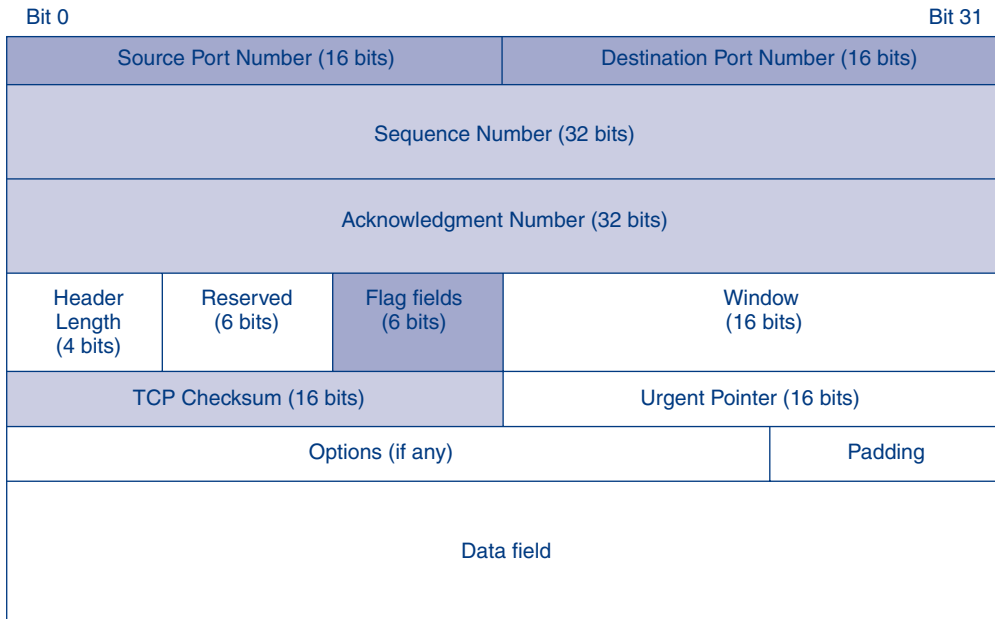 Bit 0 Bit 31
Source Port Number (16 bits) Destination Port Number (16 bits)
Sequence Number (32 bits)
Acknowledgment Number (32 bits)
Header
Length
(4 bits)
Reserved
(6 bits)
Flag fields
(6 bits)
Window
(16 bits)
TCP Checksum (16 bits) Urgent Pointer (16 bits)
Options (if any) Padding
Data field